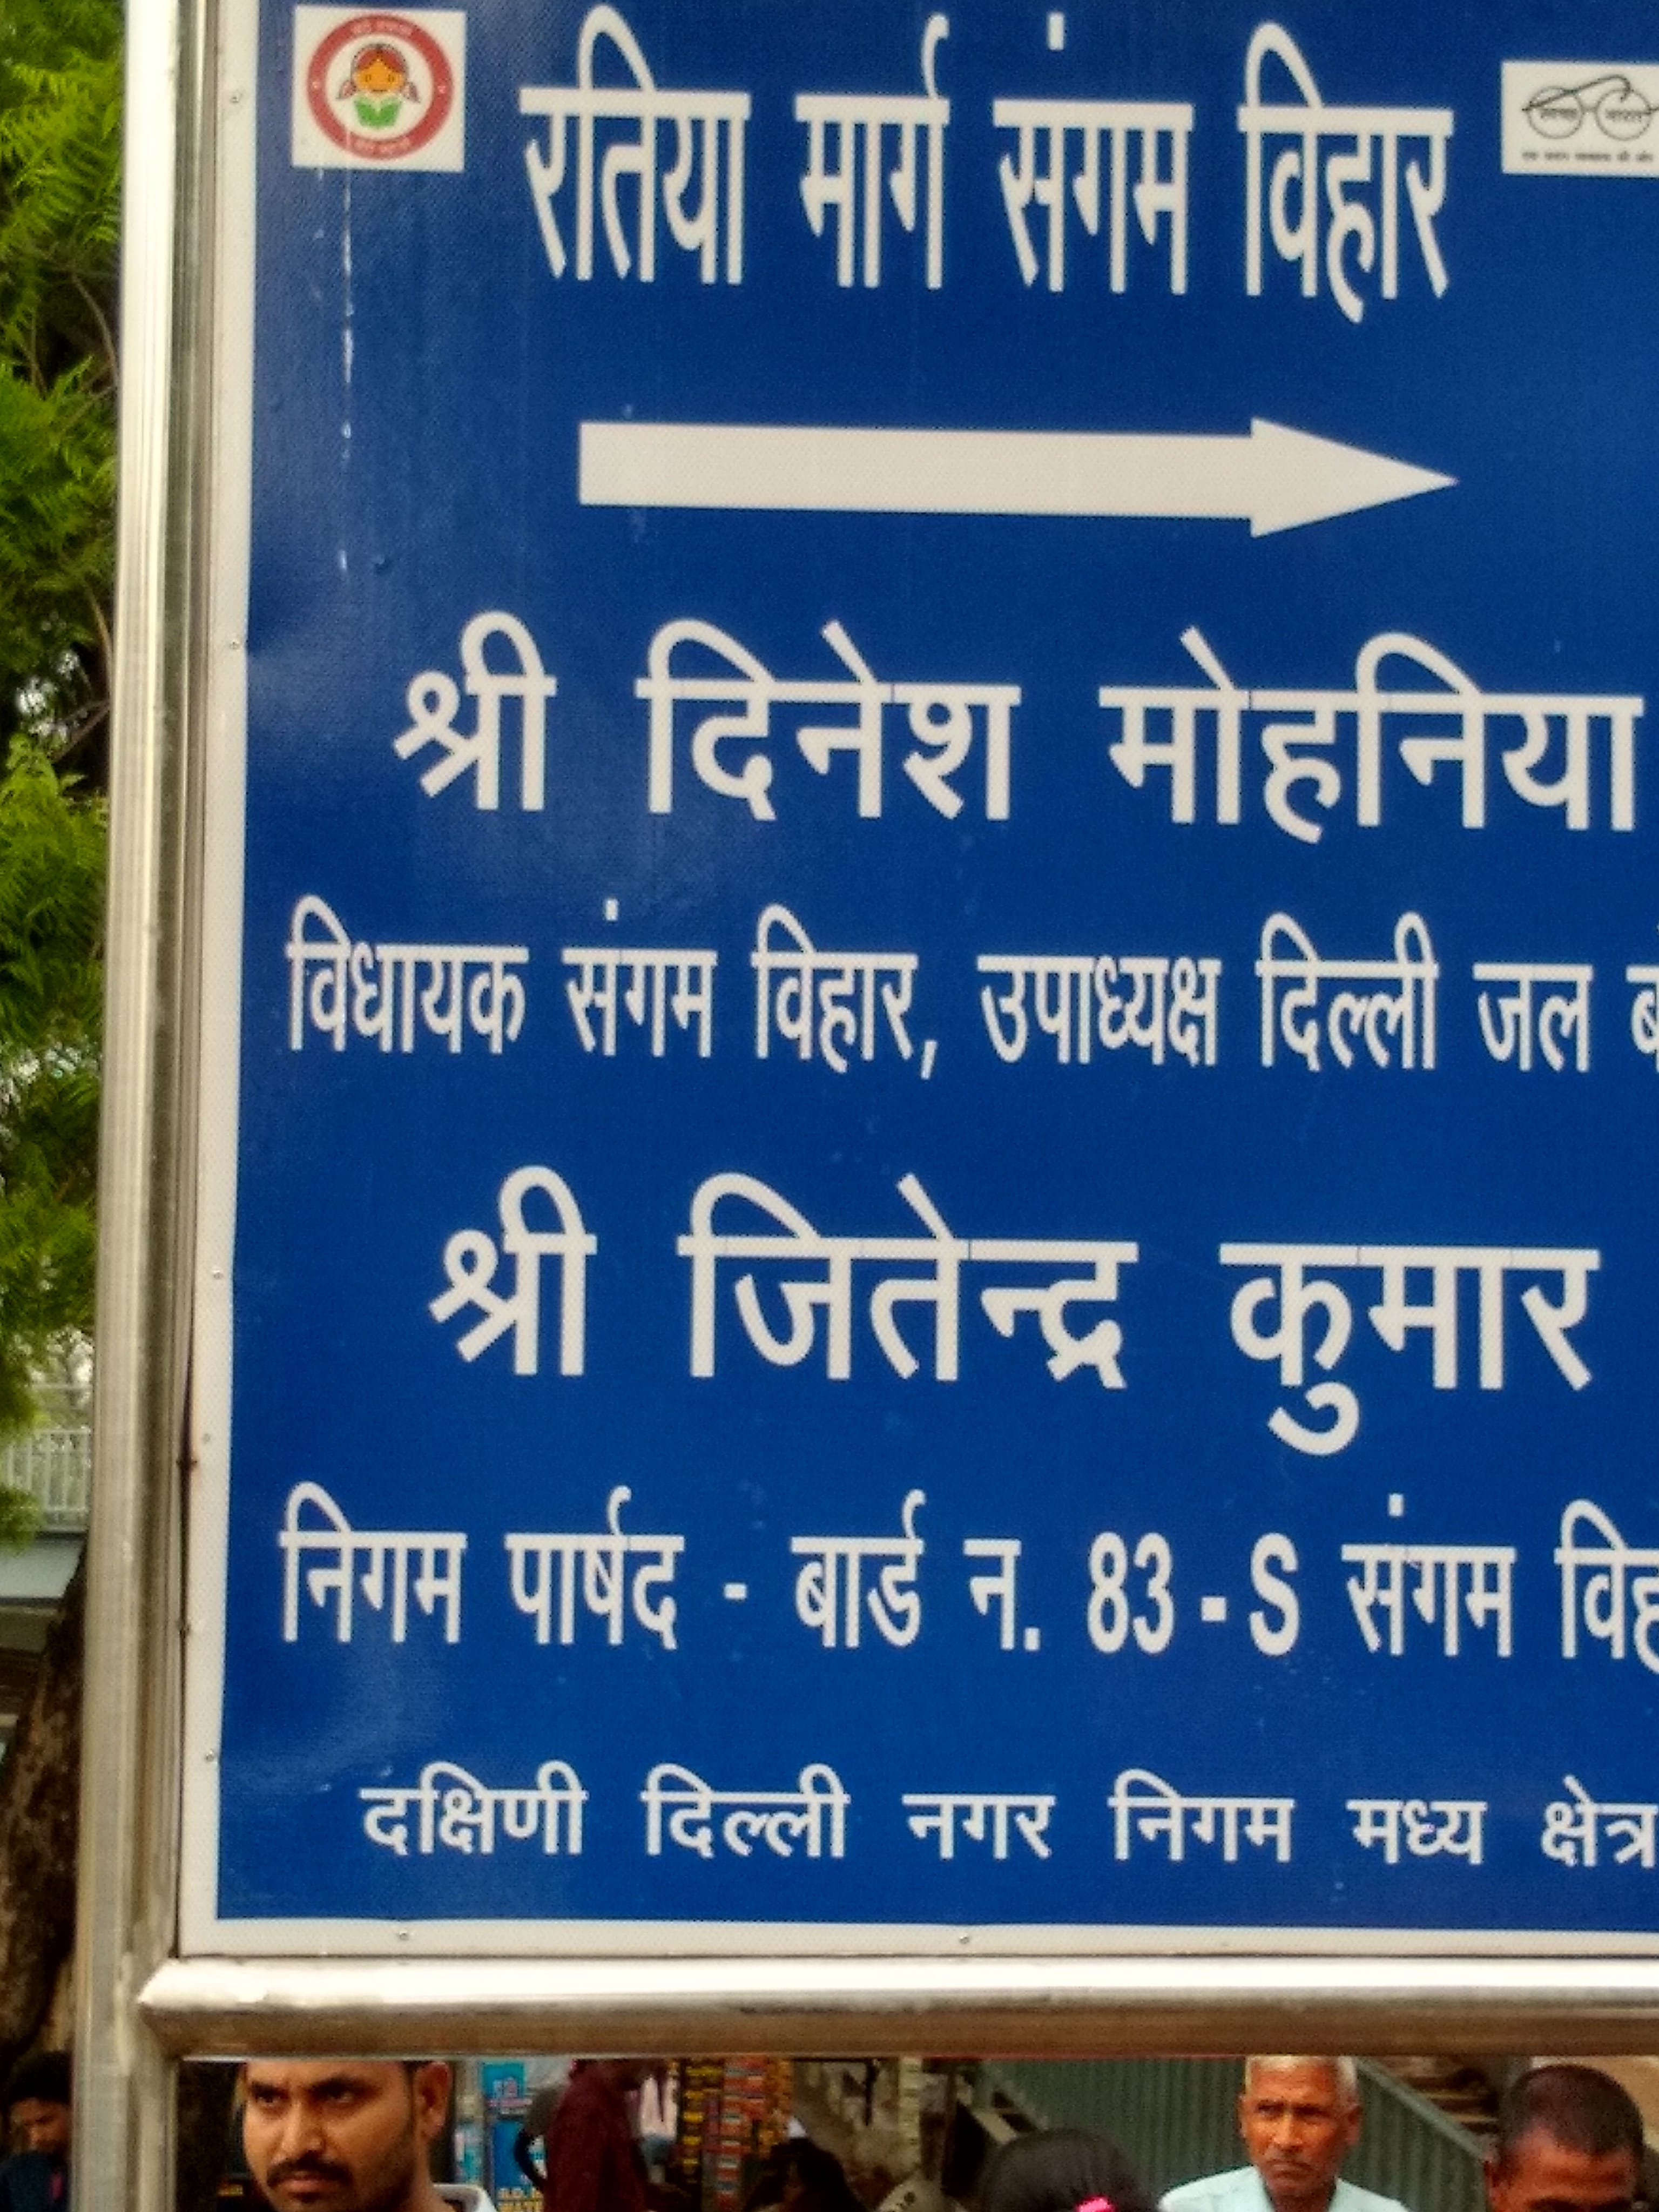 रतिया मार्ग संगम विहार
श्री दिनेश मोहनिया
विधायक संगम विहार, उपाध्यक्ष दिल्ली जल
श्री जितेन्द्र कुमार
निगम पार्षद - बार्ड न. 83 - S संगम
दक्षिणी दिल्ली नगर निगम मध्य क्षेत्र